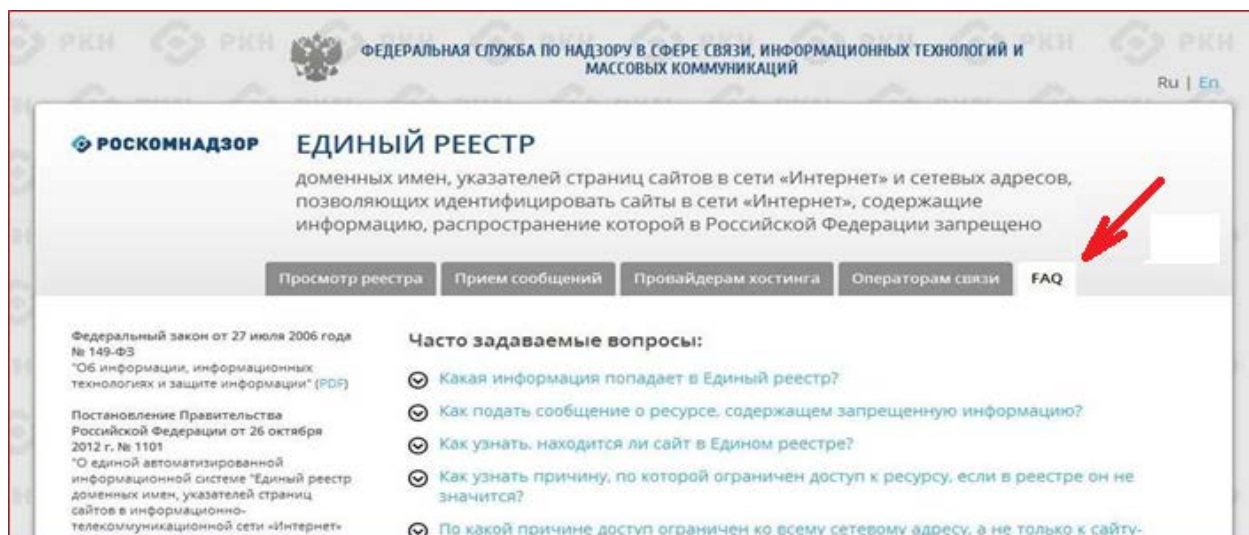 ФЕДЕРАЛЬНАЯ СЛУЖБА ПО НАДЗОРУ В СФЕРЕ СВЯЗИ, ИНФОРМАЦИОННЫХ ТЕХНОЛОГИЙ И
МАССОВЫХ КОММУНИКАЦИЙ
Ru | En
РОСКОМНАДЗОР
ЕДИНЫЙ РЕЕСТР
доменных имен, указателей страниц сайтов в сети «Интернет» и сетевых адресов,
позволяющих идентифицировать сайты в сети «Интернет», содержащие
информацию, распространение которой в Российской Федерации запрещено
Просмотр реестра Прием сообщений Провайдерам хостинга Операторам связи FAQ
Федеральный закон от 27 июля 2006 года
№ 149-ФЗ
"Об информации, информационных
технологиях и защите информации" (PDF)
Постановление Правительства
Российской Федерации от 26 октября
2012 г. № 1101
"О единой автоматизированной
информационной системе "Единый реестр
доменных имен, указателей страниц
сайтов в информационно-
телекоммуникационной сети «Интернет»
Часто задаваемые вопросы:
Какая информация попадает в Единый реестр?
Как подать сообщение о ресурсе, содержащем запрещенную информацию?
Как узнать, находится ли сайт в Едином реестре?
Как узнать причину, по которой ограничен доступ к ресурсу, если в реестре он не
значится?
По какой причине доступ ограничен ко всему сетевому адресу, а не только к сайту-